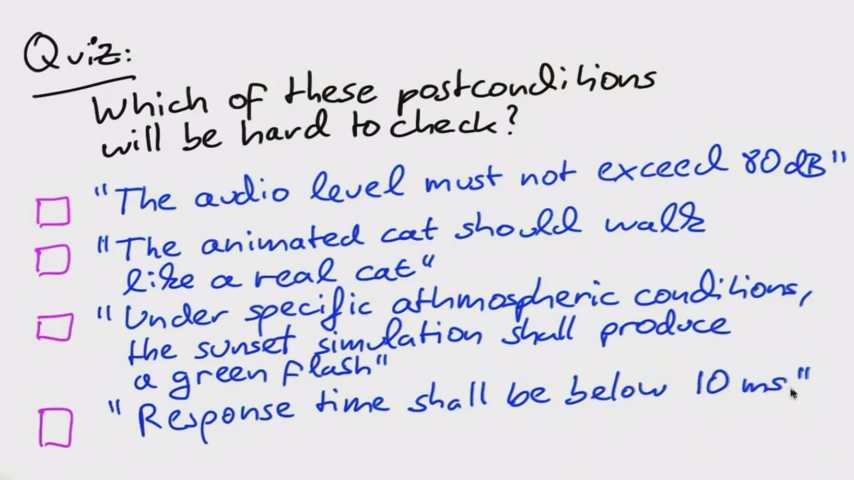 Quiz:
Which of these postconditions
will be hard to check?
"The audio level must not exceed 80 dB"
"The animated cat should walk
like a real cat"
"Under specific athmospheric conditions,
the sunset simulation shall produce
a green flash"
"Response time shall be below 10 ms."